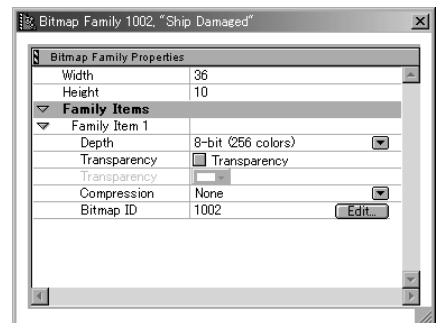 Bitmap Family 1002, "Ship Damaged"
Bitmap Family Properties
Width 36
Height 10
Family Items
Family Item 1
Depth 8-bit (256 colors)
Transparency Transparency
Transparency
Compression None
Bitmap ID 1002 Edit...